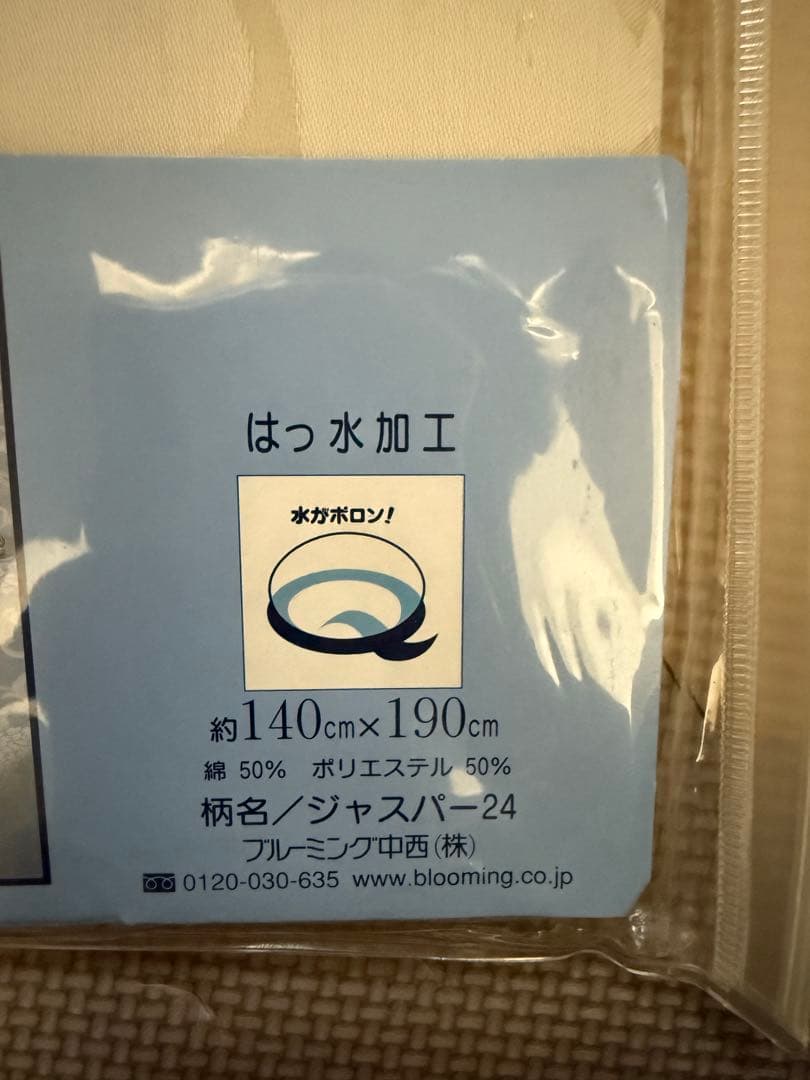 はっ水加工
水がポロン!
約140cm×190cm
綿 50% ポリエステル 50%
柄名／ジャスパー24
ブルーミング中西(株)
0120-030-635 www.blooming.co.jp